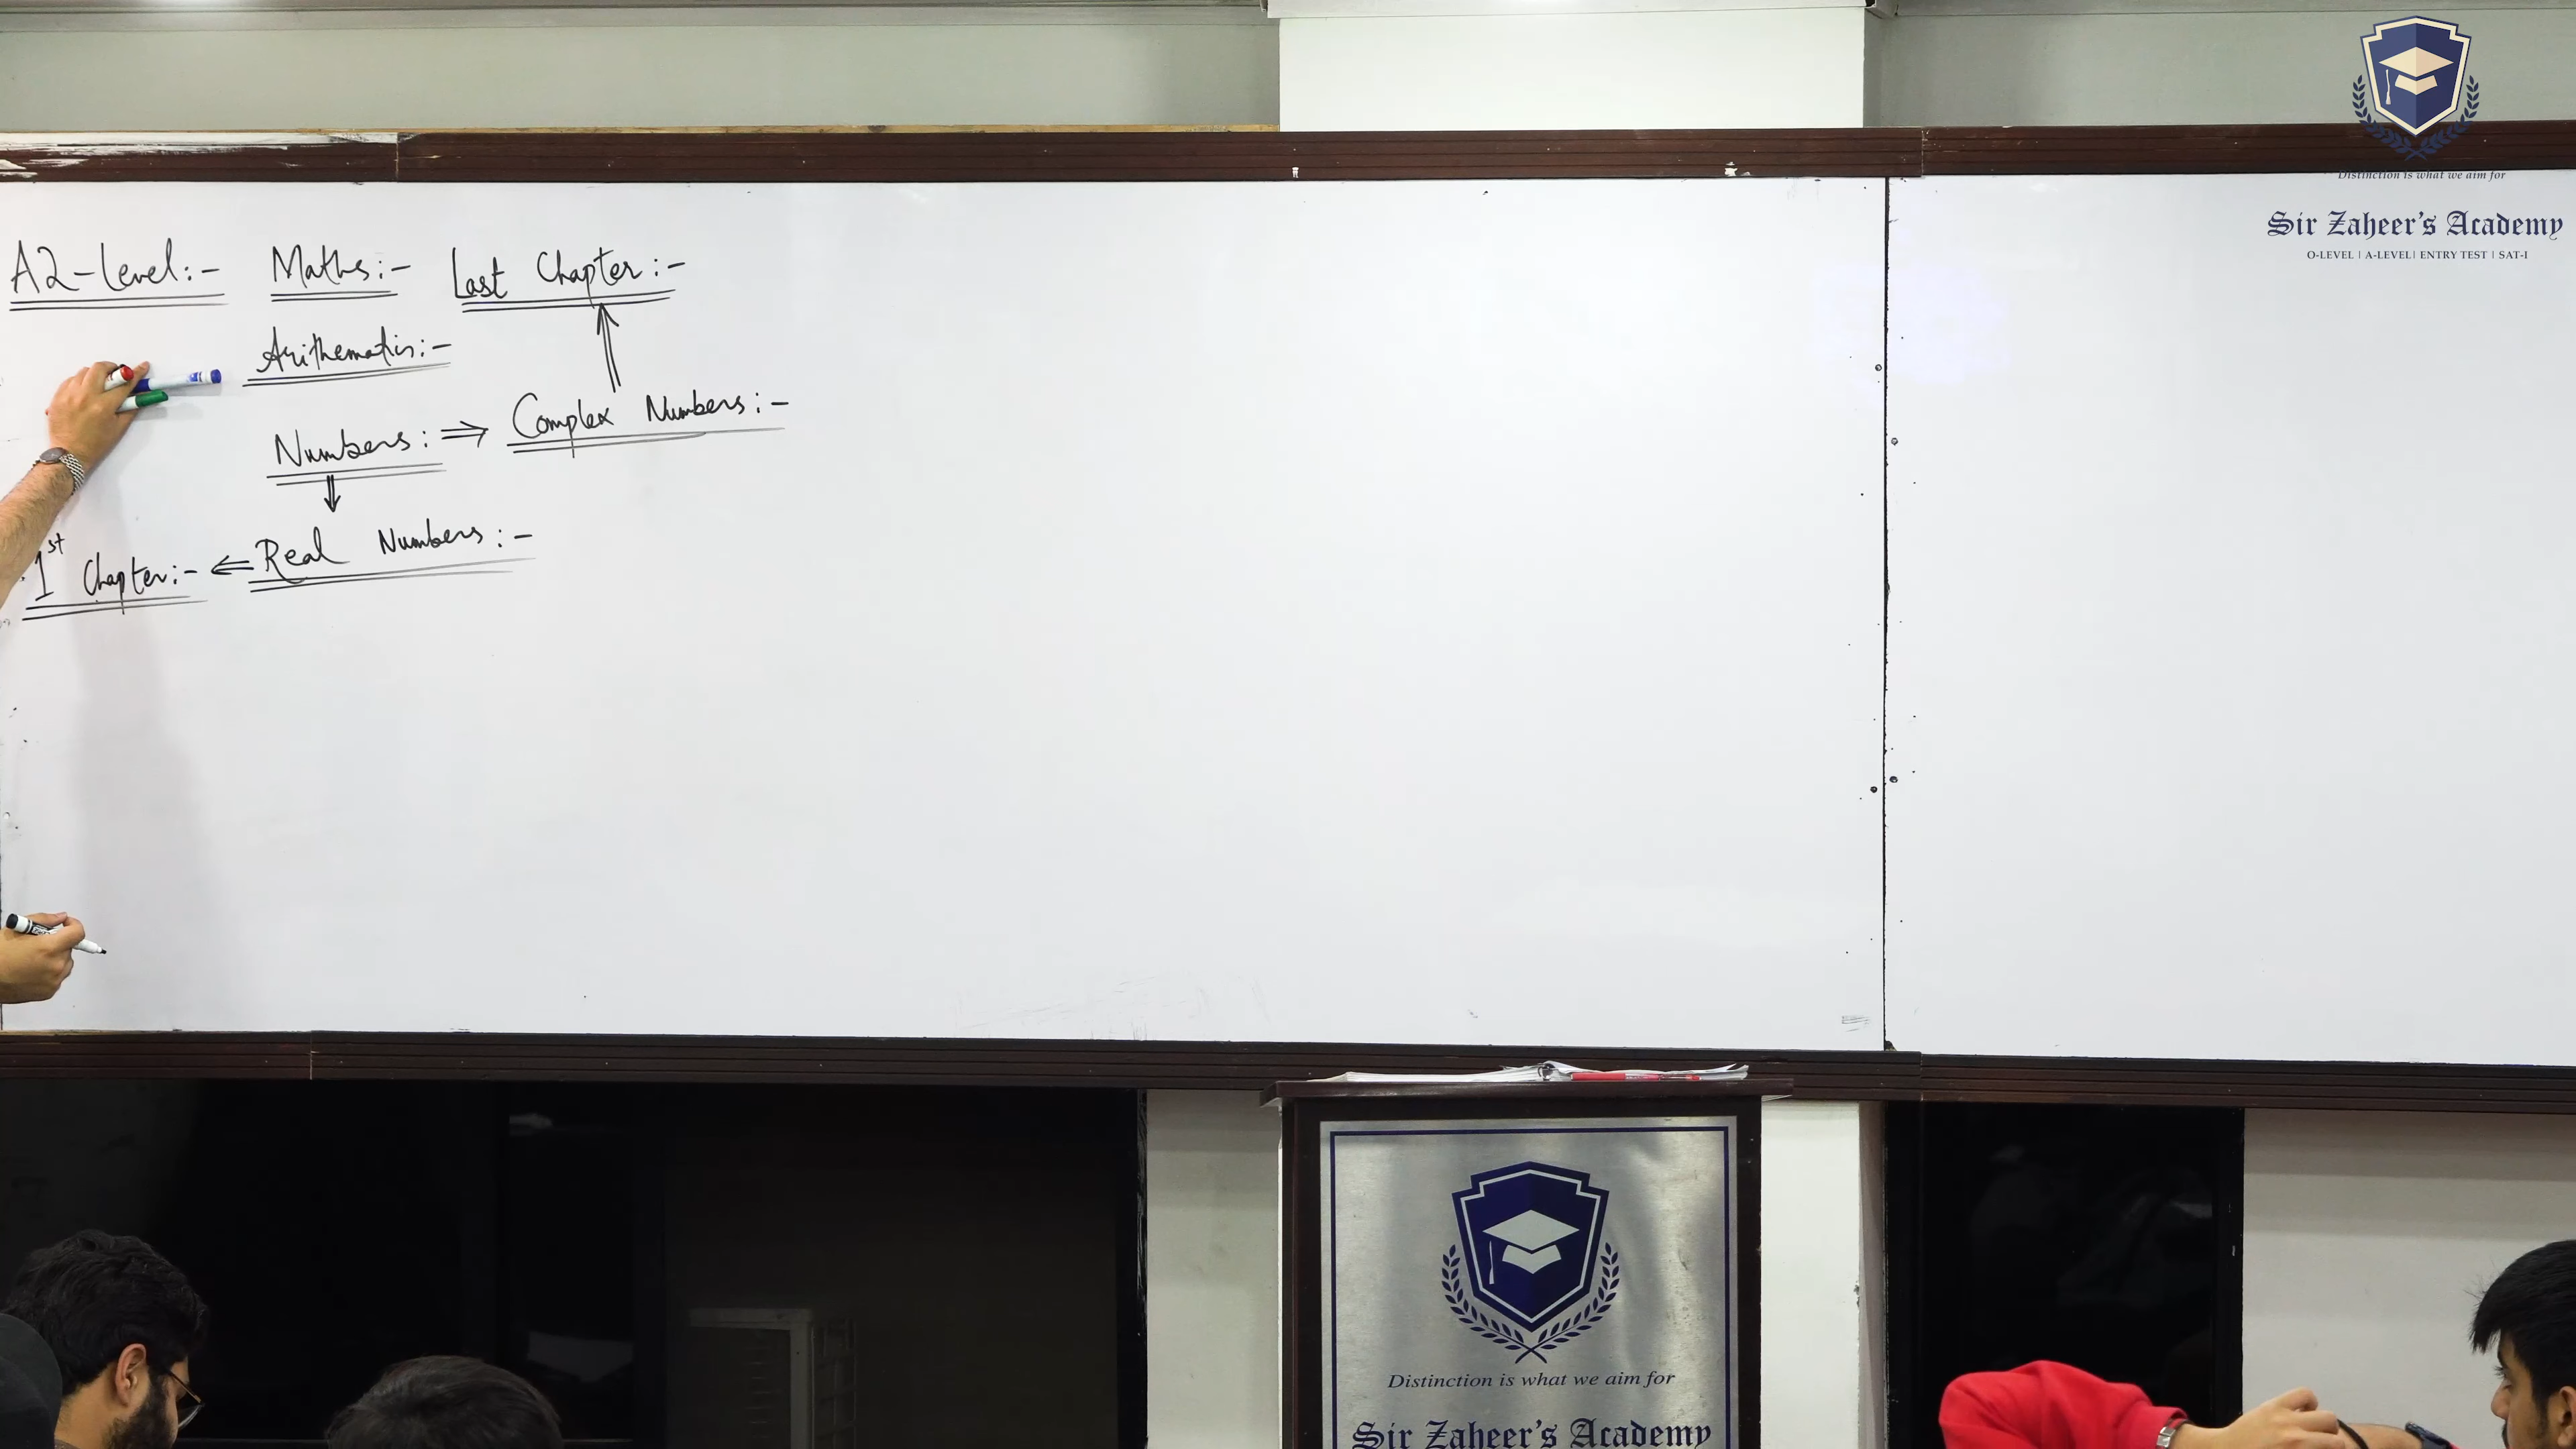 A2-Level:- Maths:- Last Chapter:-
Arithematics:-
Numbers: ⇒ Complex Numbers:-
1st Chapter:- ⇐ Real Numbers:-
Distinction is what we aim for
Sir Zaheer's Academy
O-LEVEL | A-LEVEL| ENTRY TEST | SAT-I
Distinction is what we aim for
Sir Zaheer's Academy